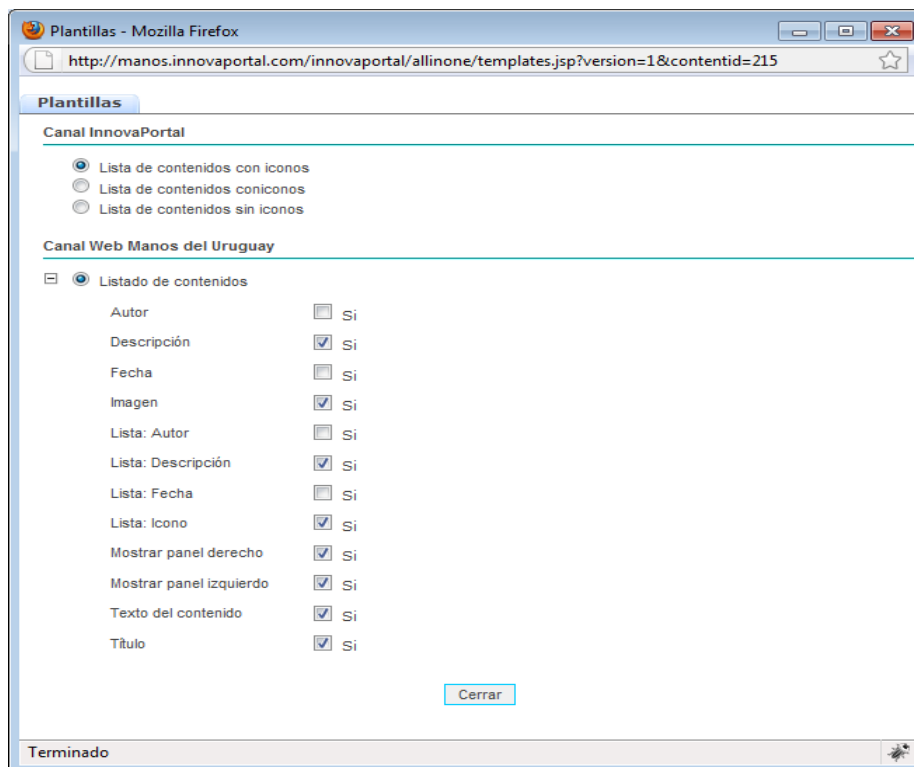 Plantillas - Mozilla Firefox
http://manos.innovaportal.com/innovaportal/allinone/templates.jsp?version=1&contentid=215
Plantillas
Canal InnovaPortal
Lista de contenidos con iconos
Lista de contenidos coniconos
Lista de contenidos sin iconos
Canal Web Manos del Uruguay
Listado de contenidos
Autor Si
Descripción Si
Fecha Si
Imagen Si
Lista: Autor Si
Lista: Descripción Si
Lista: Fecha Si
Lista: Icono Si
Mostrar panel derecho Si
Mostrar panel izquierdo Si
Texto del contenido Si
Título Si
Cerrar
Terminado